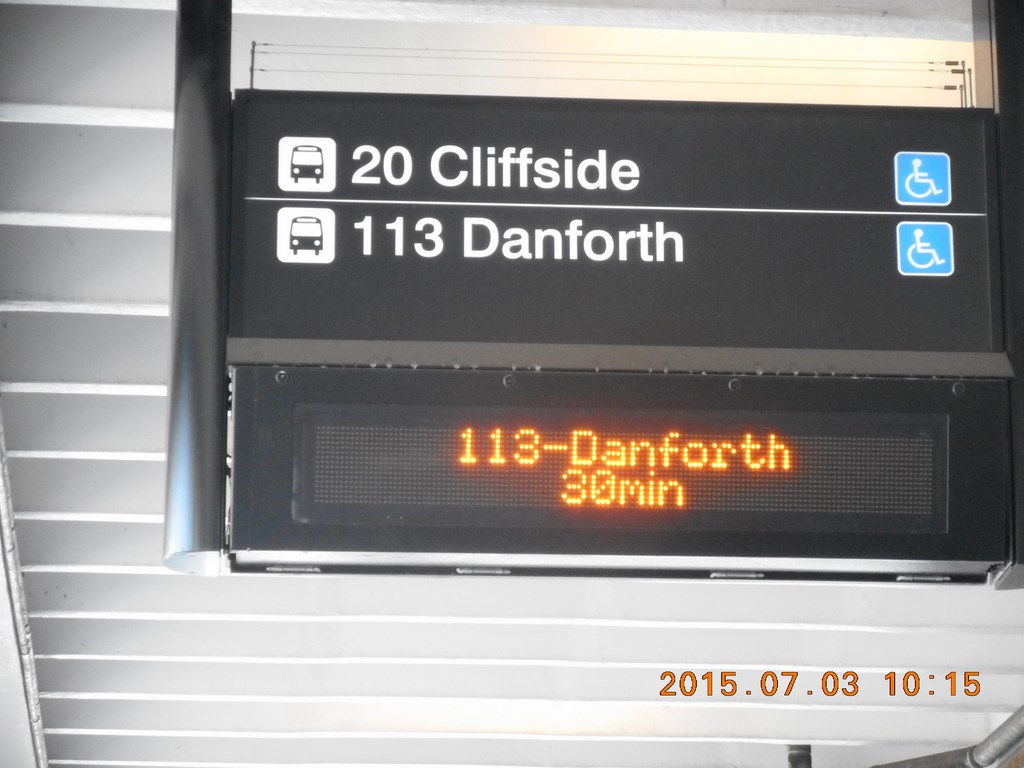 20 Cliffside
113 Danforth
113-Danforth
30min
2015.07.03 10:15